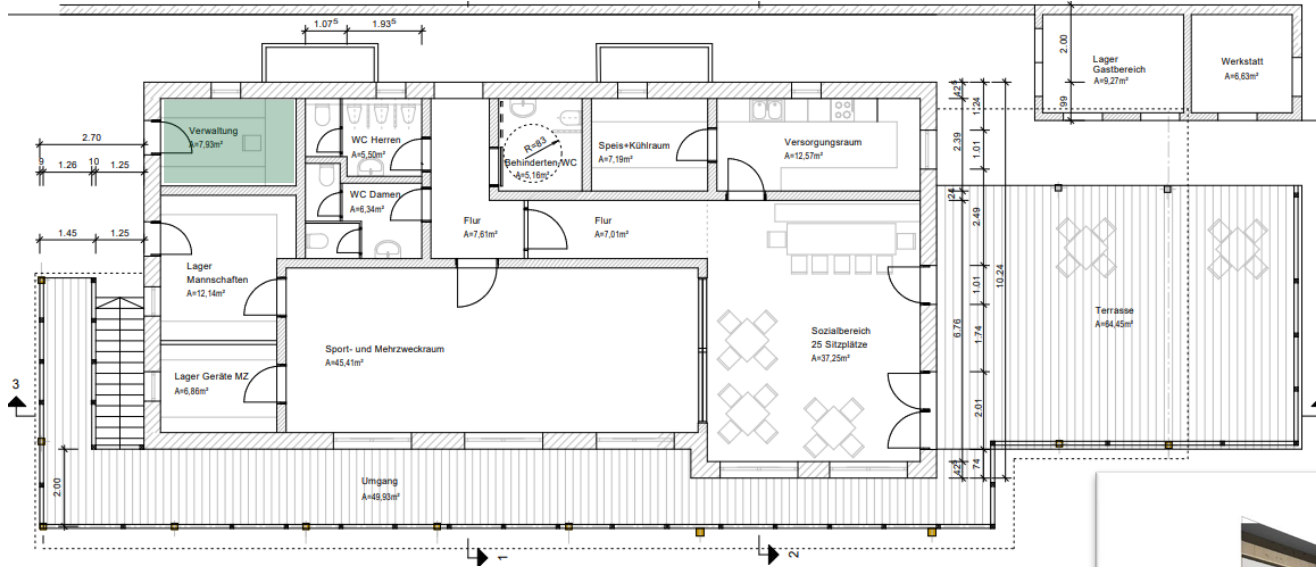 1.07⁵
1.93⁵
2.00
99
Lager
Gastbereich
A=9,27m²
Werkstatt
A=6,63m²
2.70
9
1.26
10
1.25
1.45
1.25
Verwaltung
A=7,93m²
WC Herren
A=5,50m²
WC Damen
A=6,34m²
R=83
Behinderten WC
A=5,16m²
Speis+Kühlraum
A=7,19m²
Versorgungsraum
A=12,57m²
Flur
A=7,61m²
Flur
A=7,01m²
Lager
Mannschaften
A=12,14m²
Lager Geräte MZ
A=6,86m²
Sport- und Mehrzweckraum
A=45,41m²
Sozialbereich
25 Sitzplätze
A=37,25m²
Terrasse
A=64,45m²
42⁵
2.39
24
6.76
42⁵
1.24
1.01
2.49
1.01
1.74
2.01
74
10.24
3
2.00
Umgang
A=49,93m²
1
2